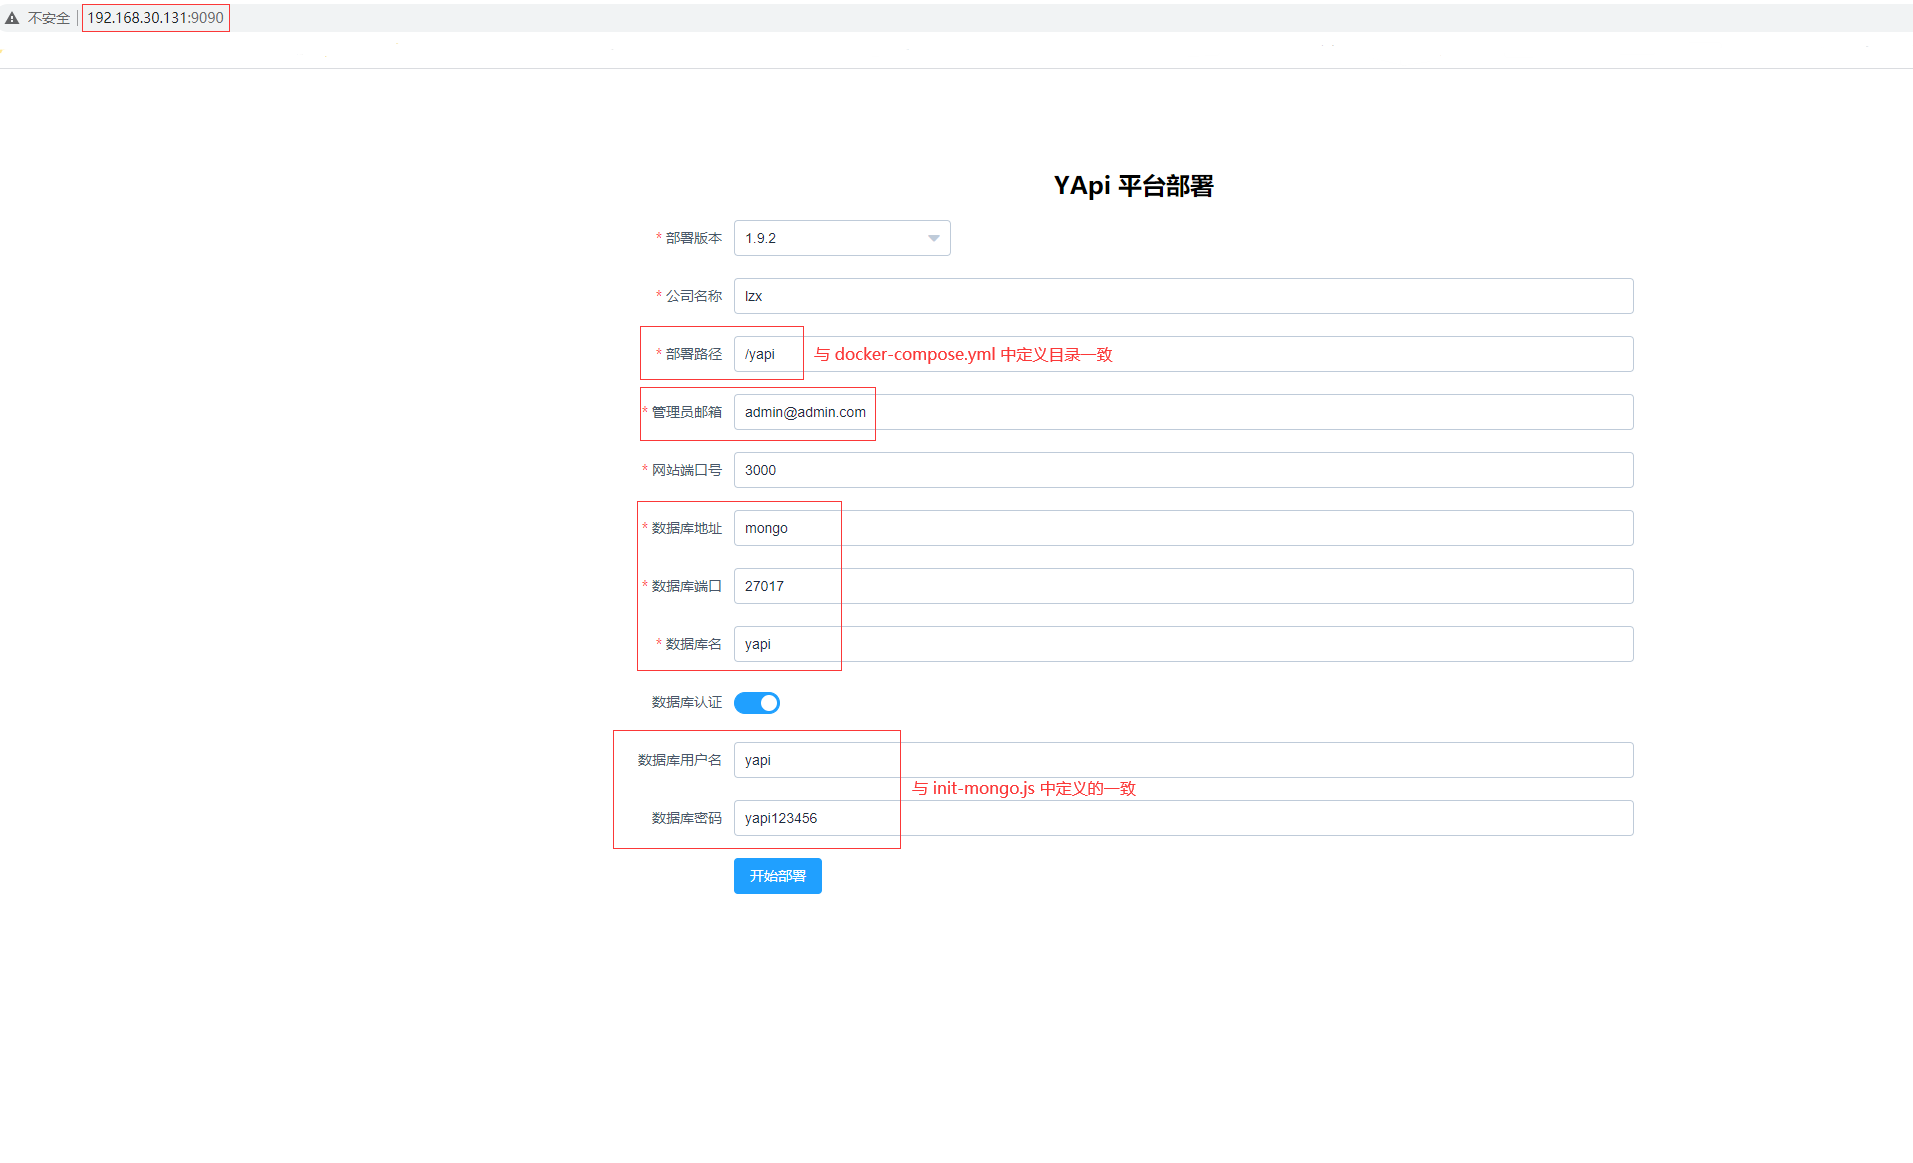 不安全 192.168.30.131:9090
YApi 平台部署
* 部署版本 1.9.2
* 公司名称 lzx
* 部署路径 /yapi 与 docker-compose.yml 中定义目录一致
* 管理员邮箱 admin@admin.com
* 网站端口号 3000
* 数据库地址 mongo
* 数据库端口 27017
* 数据库名 yapi
数据库认证
数据库用户名 yapi
与 init-mongo.js 中定义的一致
数据库密码 yapi123456
开始部署